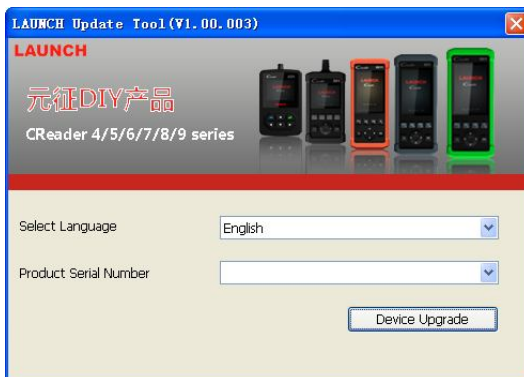 LAUNCH Update Tool(V1.00.003)
LAUNCH
元征DIY产品
CReader 4/5/6/7/8/9 series
Select Language
English
Product Serial Number
Device Upgrade